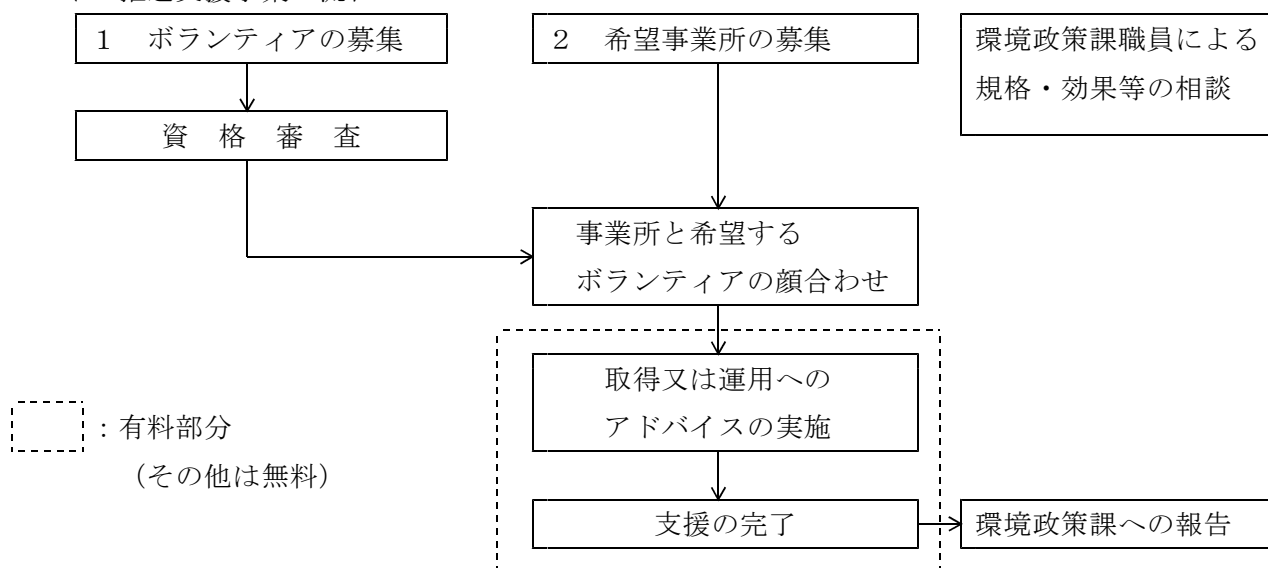 1 ボランティアの募集
2 希望事業所の募集
環境政策課職員による
規格・効果等の相談
資 格 審 査
事業所と希望する
ボランティアの顔合わせ
取得又は運用への
アドバイスの実施
:有料部分
(その他は無料)
支援の完了
環境政策課への報告